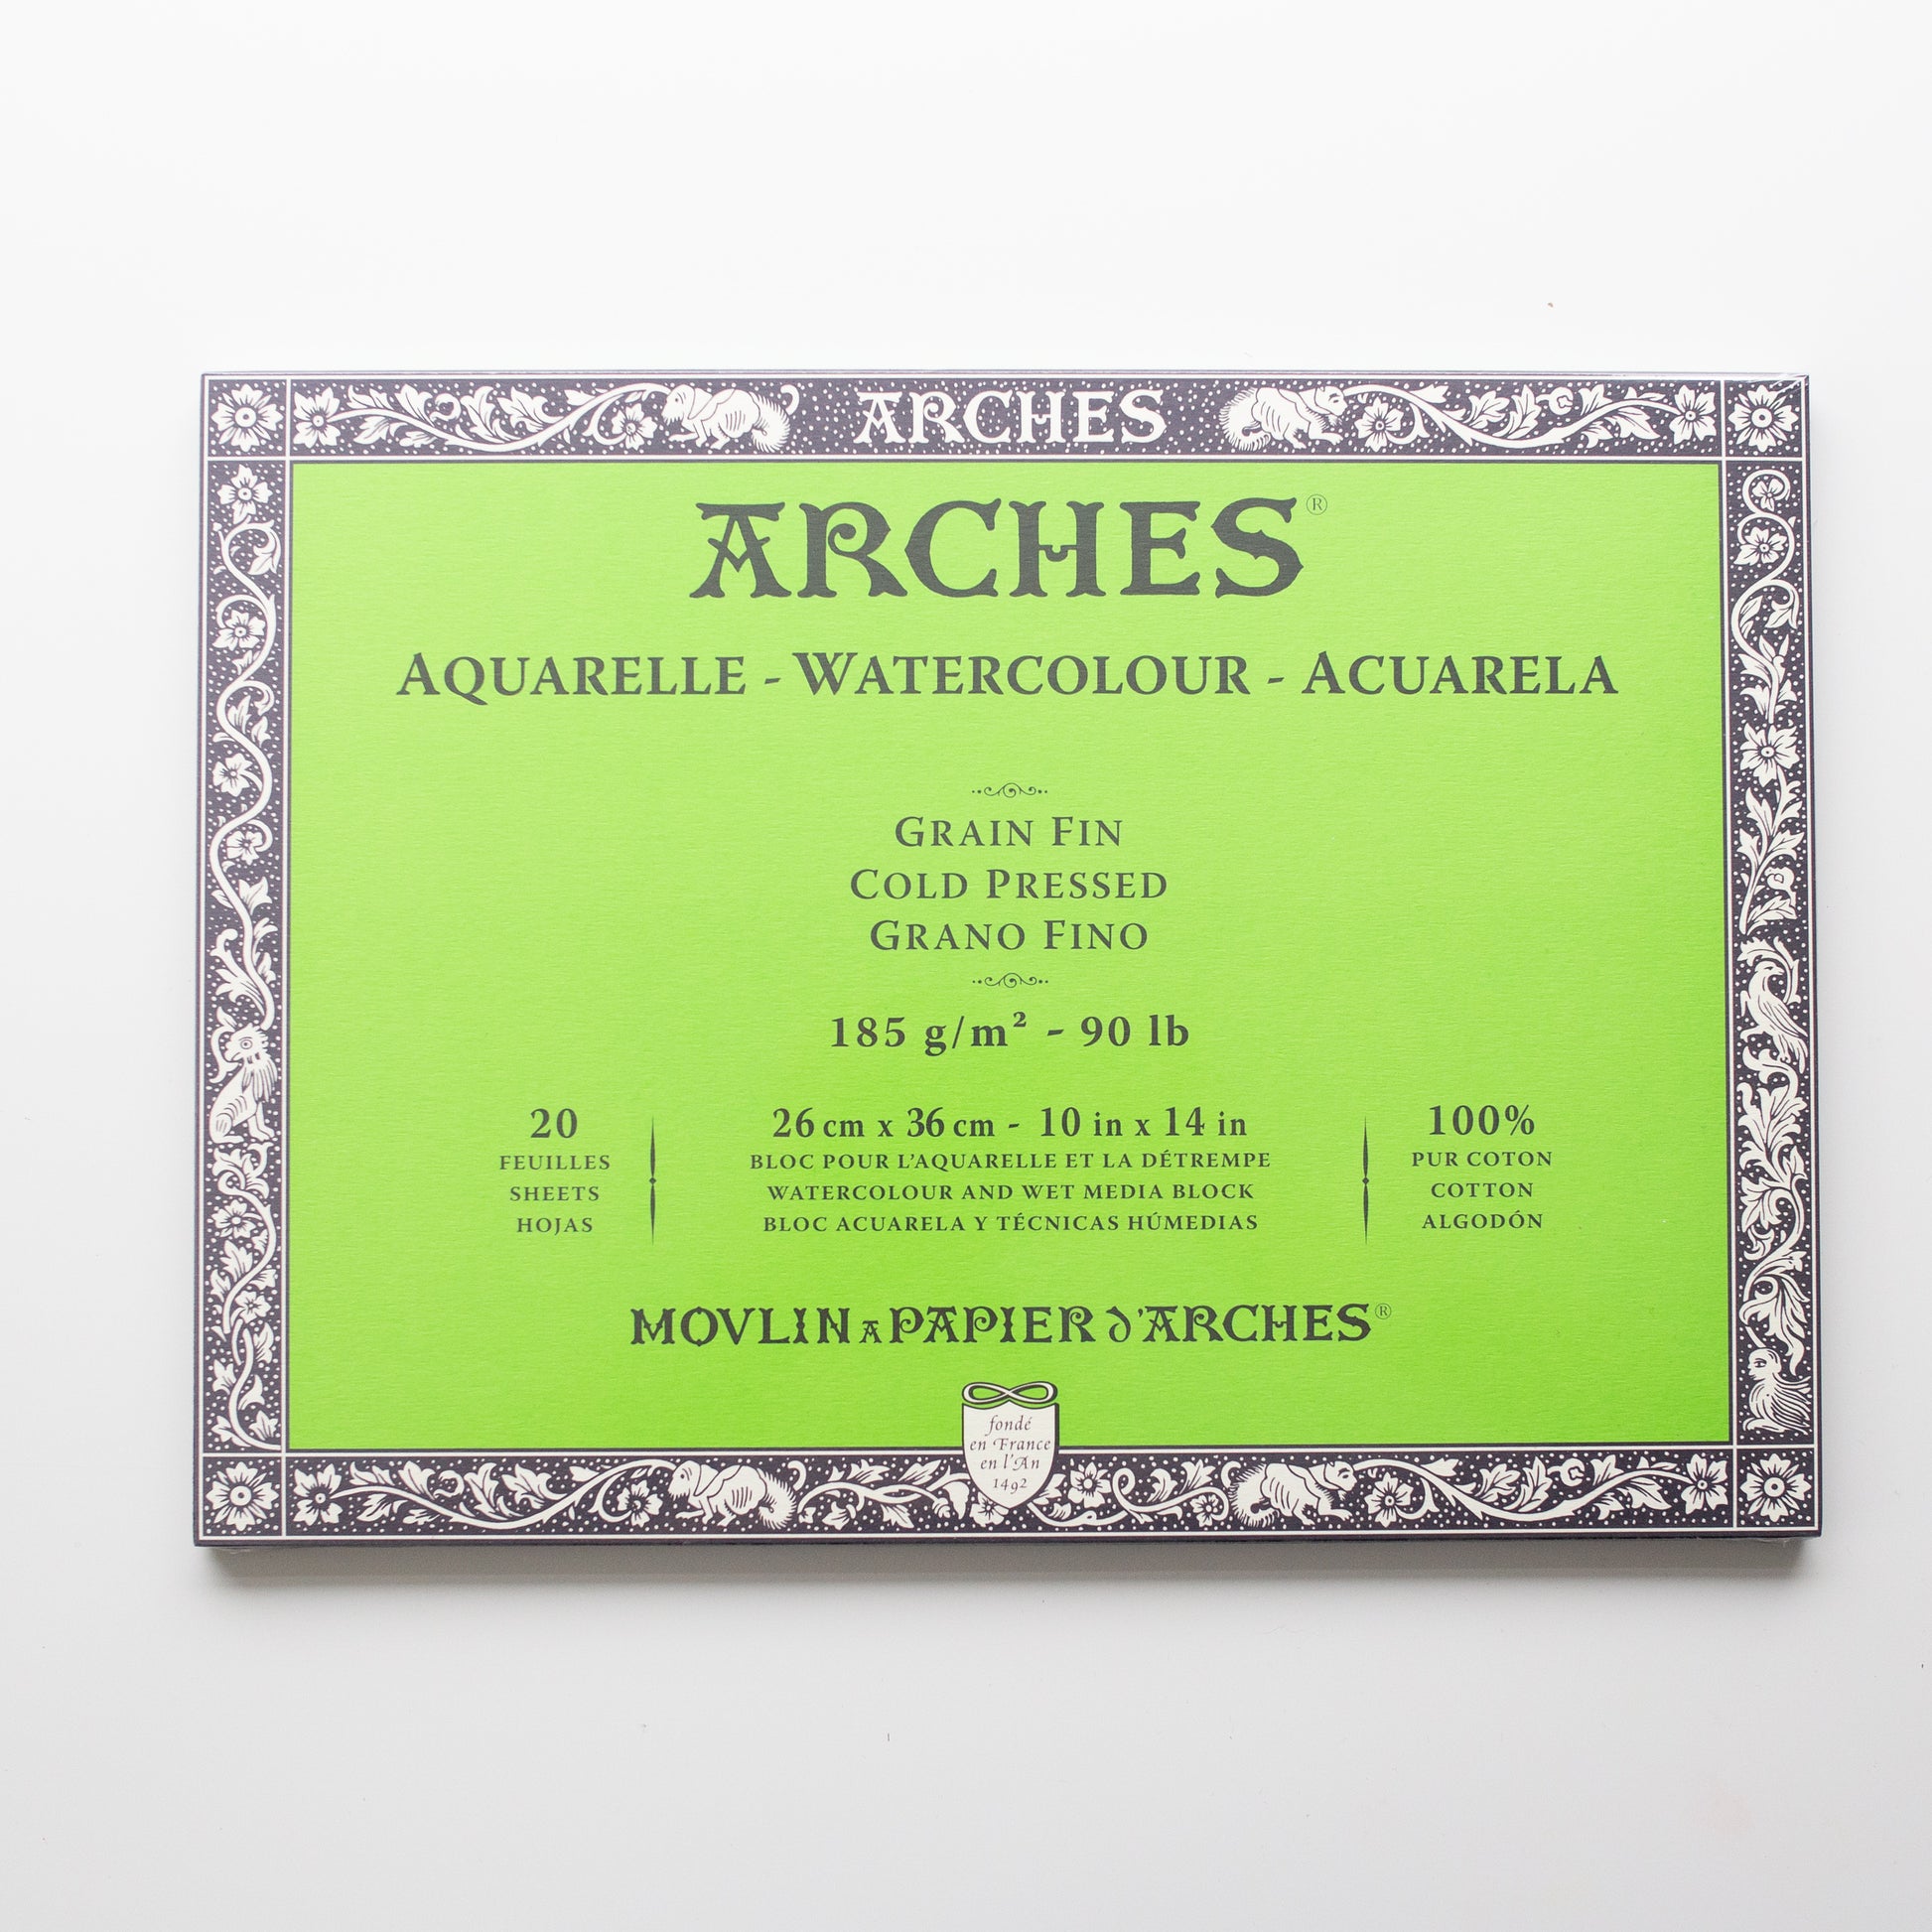 ARCHES
ARCHES®
AQUARELLE - WATERCOLOUR - ACUARELA
GRAIN FIN
COLD PRESSED
GRANO FINO
185 g/m² - 90 lb
20
FEUILLES
SHEETS
HOJAS
26 cm x 36 cm - 10 in x 14 in
BLOC POUR L'AQUARELLE ET LA DÉTREMPE
WATERCOLOUR AND WET MEDIA BLOCK
BLOC ACUARELA Y TÉCNICAS HÚMEDIAS
100%
PUR COTON
COTTON
ALGODÓN
MOVLIN A PAPIER d'ARCHES®
fondé
en France
en l'An
1492